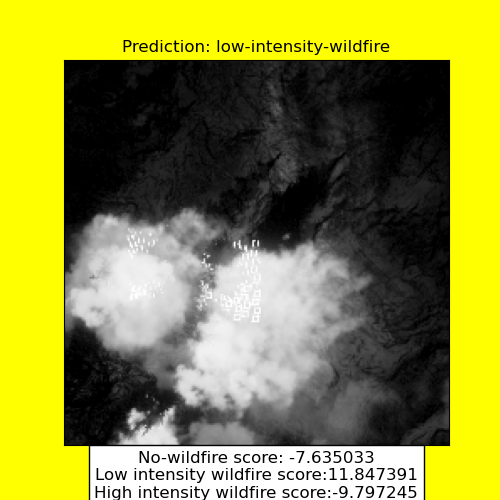 Prediction: low-intensity-wildfire
No-wildfire score: -7.635033
Low intensity wildfire score:11.847391
High intensity wildfire score:-9.797245